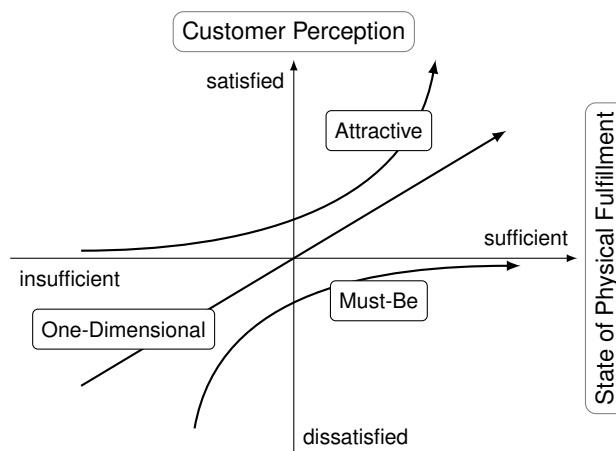 Customer Perception
satisfied
Attractive
sufficient
insufficient
Must-Be
One-Dimensional
dissatisfied
State of Physical Fulfillment